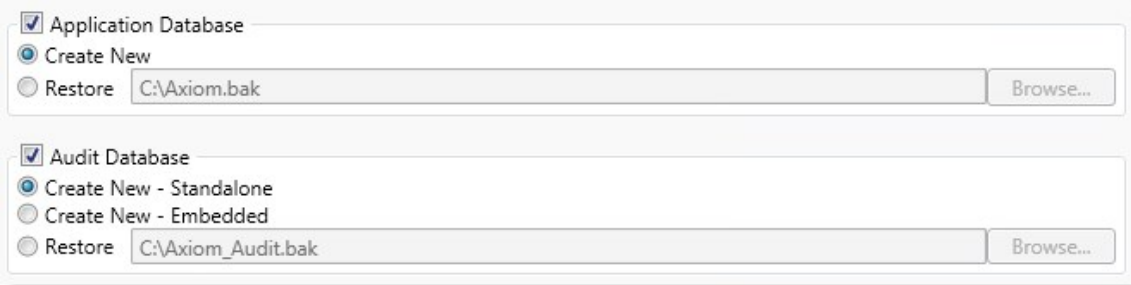 Application Database
Create New
Restore C:\Axiom.bak Browse...
Audit Database
Create New - Standalone
Create New - Embedded
Restore C:\Axiom_Audit.bak Browse...